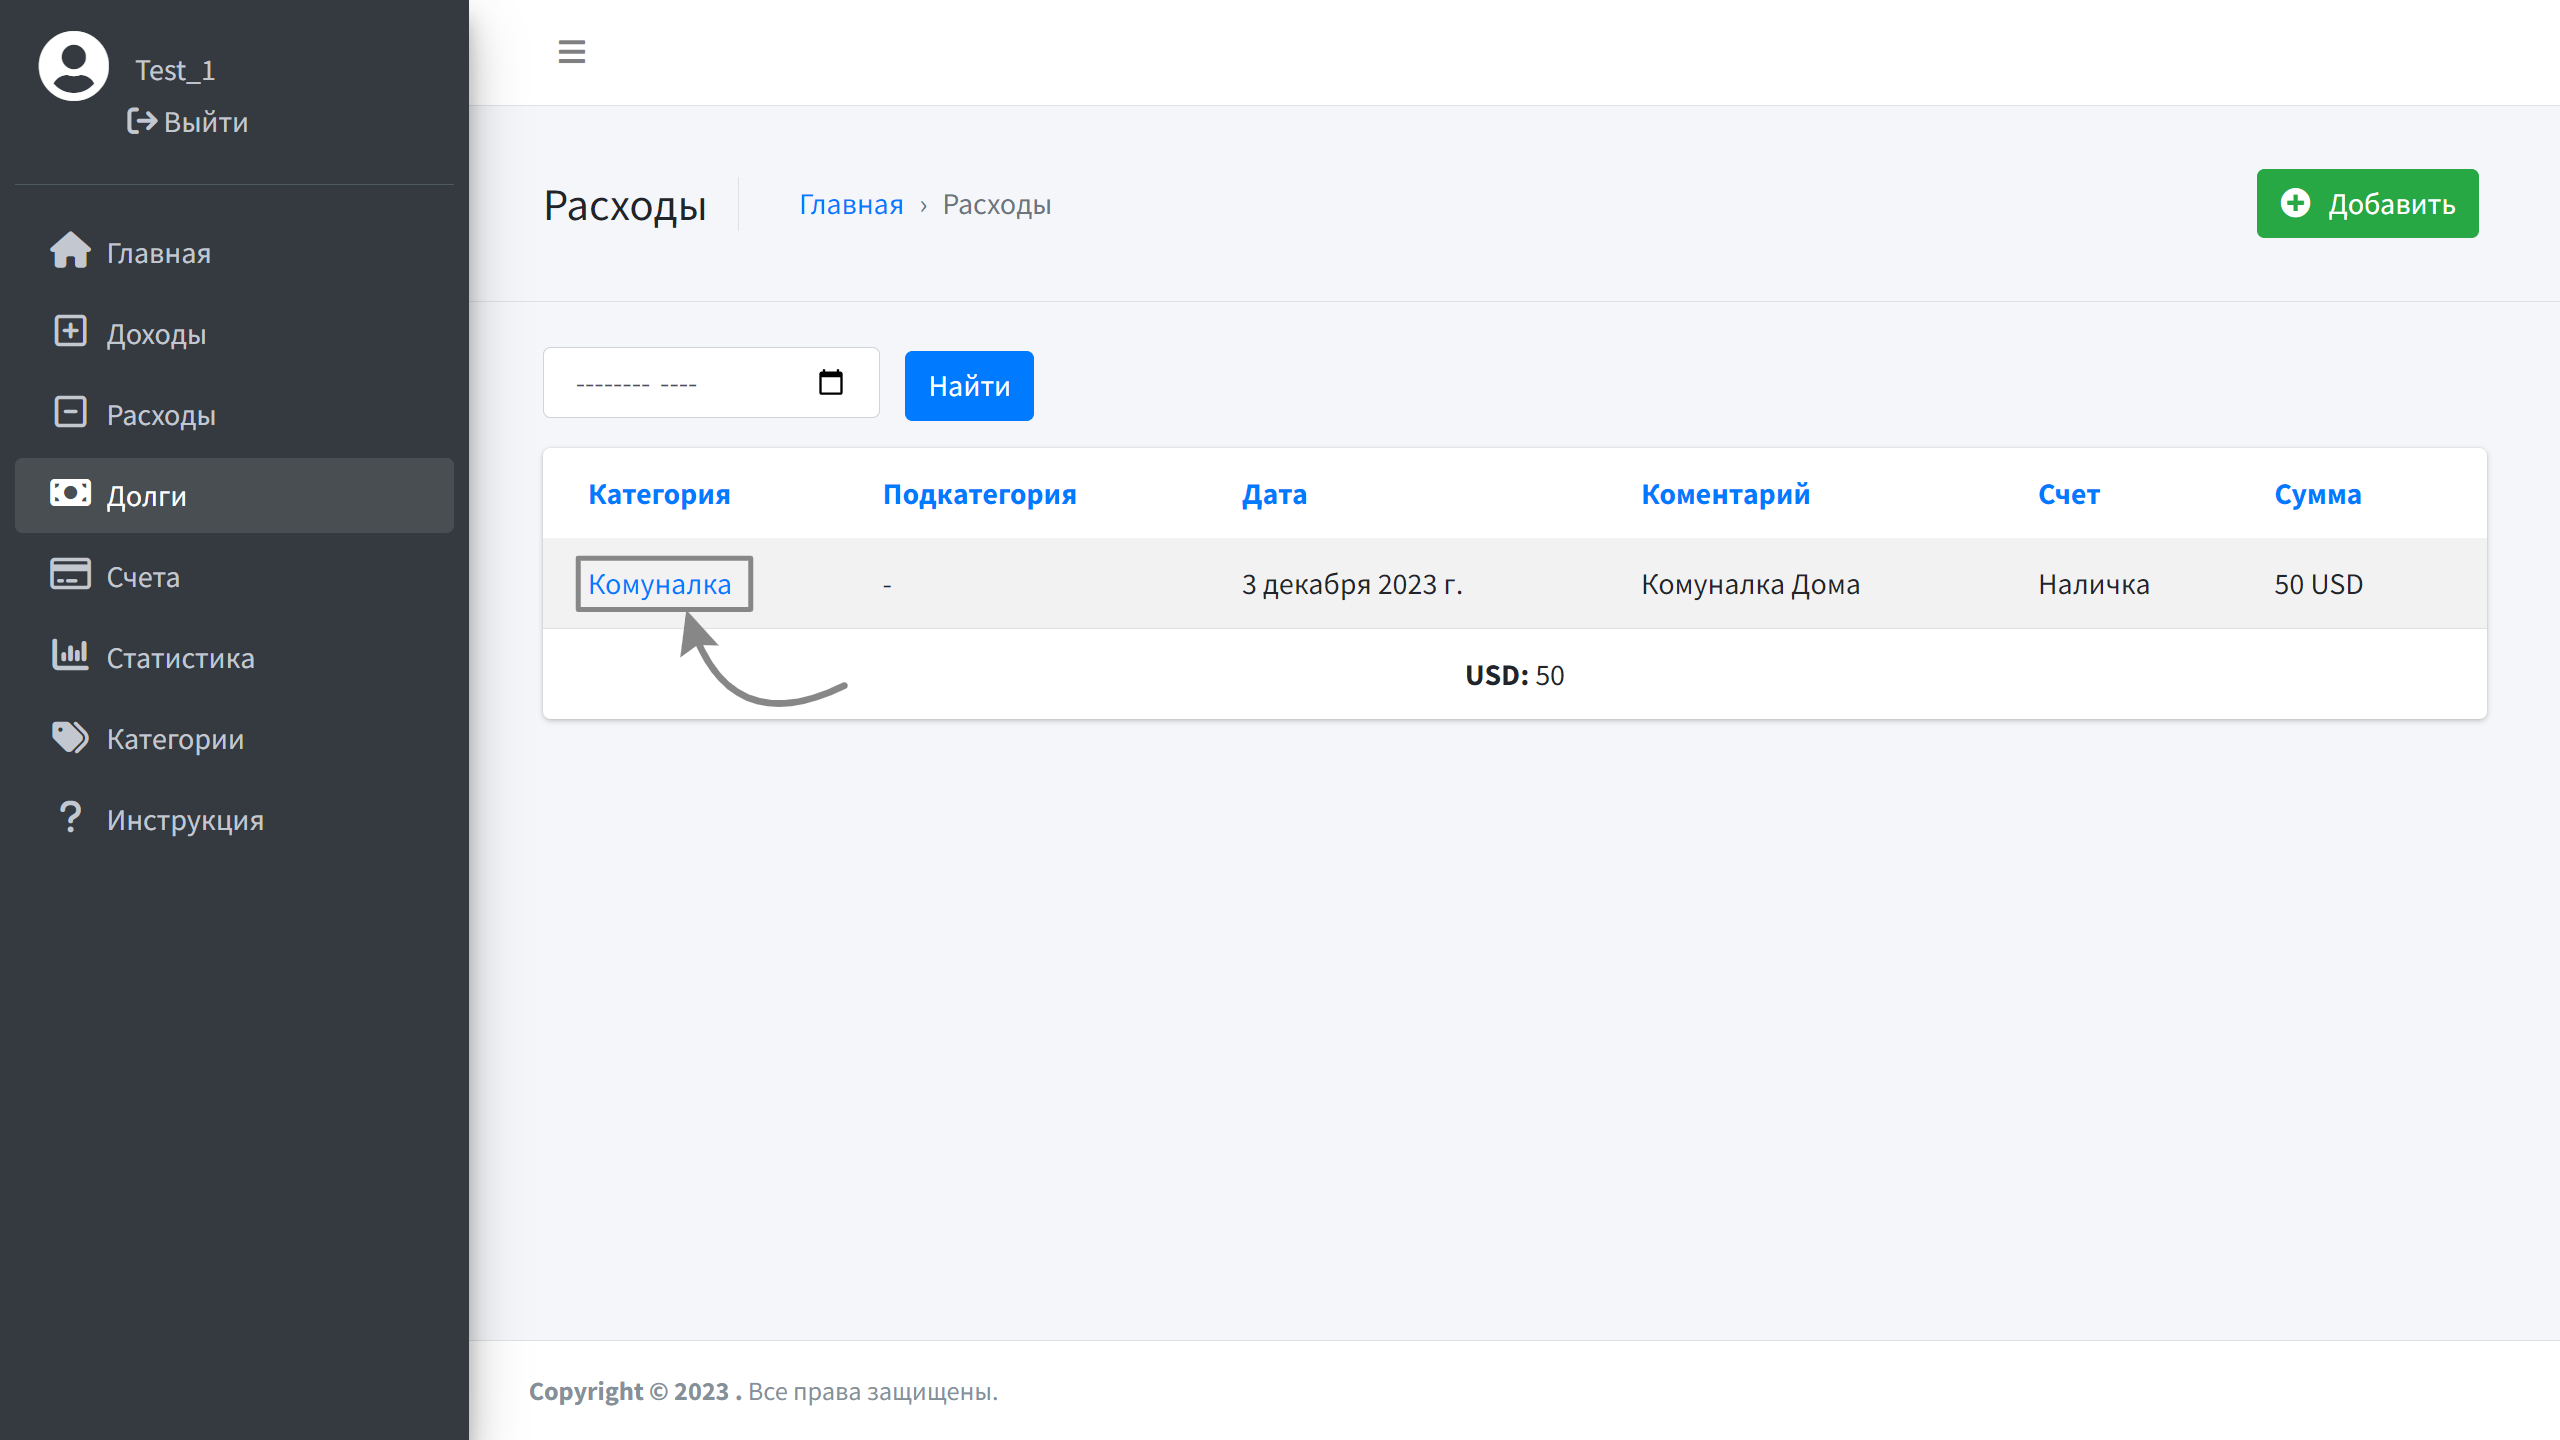 Test_1
Выйти
Главная
Доходы
Расходы
Долги
Счета
Статистика
Категории
Инструкция
Расходы
Главная › Расходы
Добавить
-------- ----
Найти
Категория Подкатегория Дата Коментарий Счет Сумма
Комуналка - 3 декабря 2023 г. Комуналка Дома Наличка 50 USD
USD: 50
Copyright © 2023 . Все права защищены.